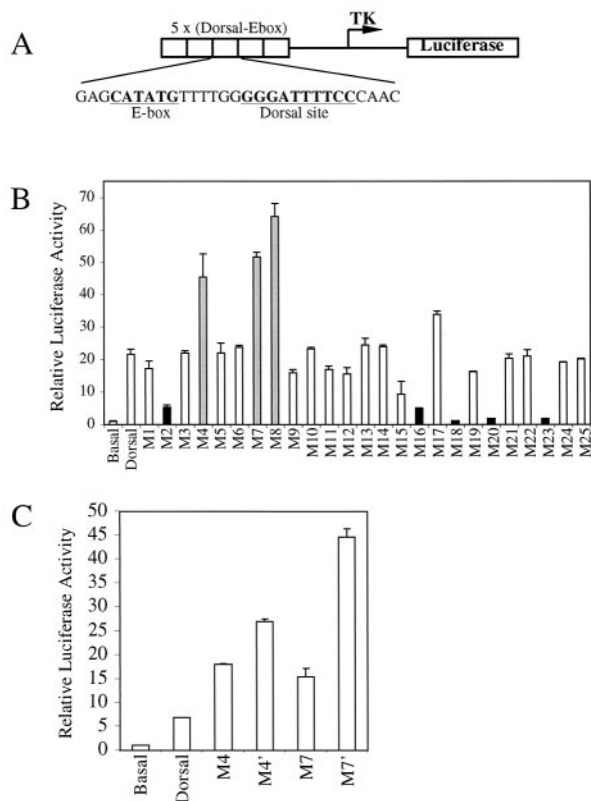 A
5 x (Dorsal-Ebox)
TK
Luciferase
GAGCATATGTTTTGGGGGATTTTCCCAAC
E-box
Dorsal site
B
Relative Luciferase Activity
70
60
50
40
30
20
10
0
Basal
Dorsal
M1
M2
M3
M4
M5
M6
M7
M8
M9
M10
M11
M12
M13
M14
M15
M16
M17
M18
M19
M20
M21
M22
M23
M24
M25
C
Relative Luciferase Activity
50
45
40
35
30
25
20
15
10
5
0
Basal
Dorsal
M4
M4'
M7
M7'